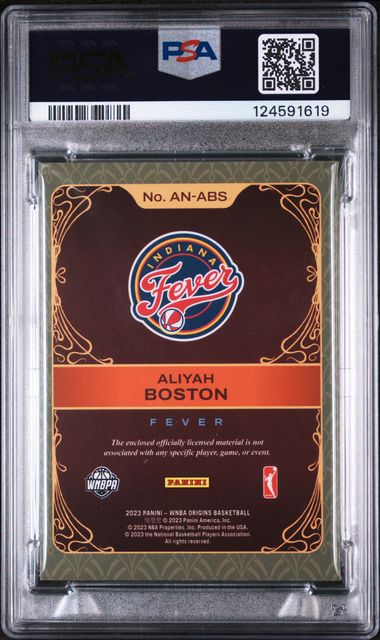 PSA
PSA
124591619
No. AN-ABS
INDIANA
Fever
ALIYAH
BOSTON
FEVER
The enclosed officially licensed material is not
associated with any specific player, game, or event.
WNBPA
PANINI
2023 PANINI – WNBA ORIGINS BASKETBALL
© 2023 Panini America, Inc.
© 2023 NBA Properties, Inc. Produced in the USA.
© 2023 the National Basketball Players Association.
All rights reserved.